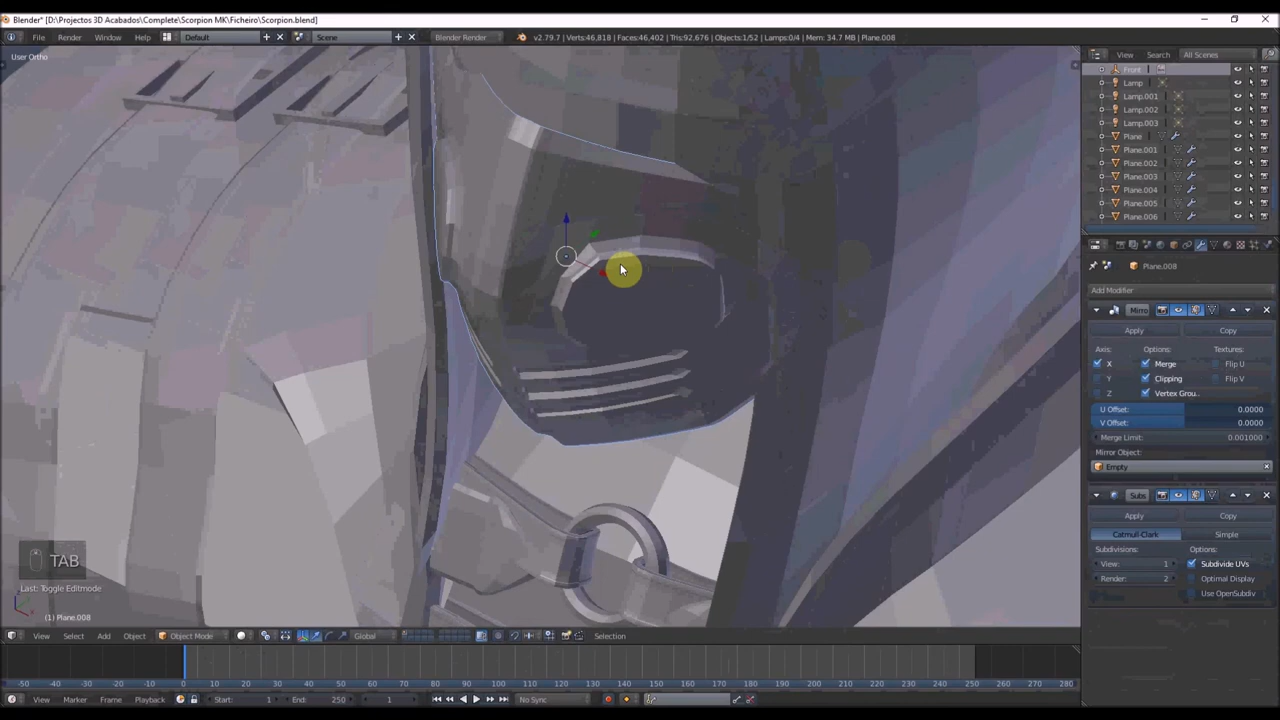 Blender* [D:\Projectos 3D Acabados\Complete\Scorpion MK\Ficheiro\Scorpion.blend]
File Render Window Help Default Scene Blender Render v2.79.7 | Verts:46,818 | Faces:46,402 | Tris:92,676 | Objects:1/52 | Lamps:0/4 | Mem: 34.7 MB | Plane.008
User Ortho
View Search All Scenes
Front
Lamp
Lamp.001
Lamp.002
Lamp.003
Plane
Plane.001
Plane.002
Plane.003
Plane.004
Plane.005
Plane.006
Plane.008
Add Modifier
Mirro
Apply Copy
Axis: Options: Textures:
X Merge Flip U
Y Clipping Flip V
Z Vertex Grou..
U Offset: 0.0000
V Offset: 0.0000
Merge Limit: 0.001000
Mirror Object:
Empty
Subs
Apply Copy
Catmull-Clark Simple
Subdivisions: Options:
View: 1 Subdivide UVs
Render: 2 Optimal Display
Use OpenSubdiv
TAB
Last: Toggle Editmode
(1) Plane.008
View Select Add Object Object Mode Global Selection
-50 -40 -30 -20 -10 0 10 20 30 40 50 60 70 80 90 100 110 120 130 140 150 160 170 180 190 200 210 220 230 240 250 260 270 280
View Marker Frame Playback Start: 1 End: 250 1 No Sync